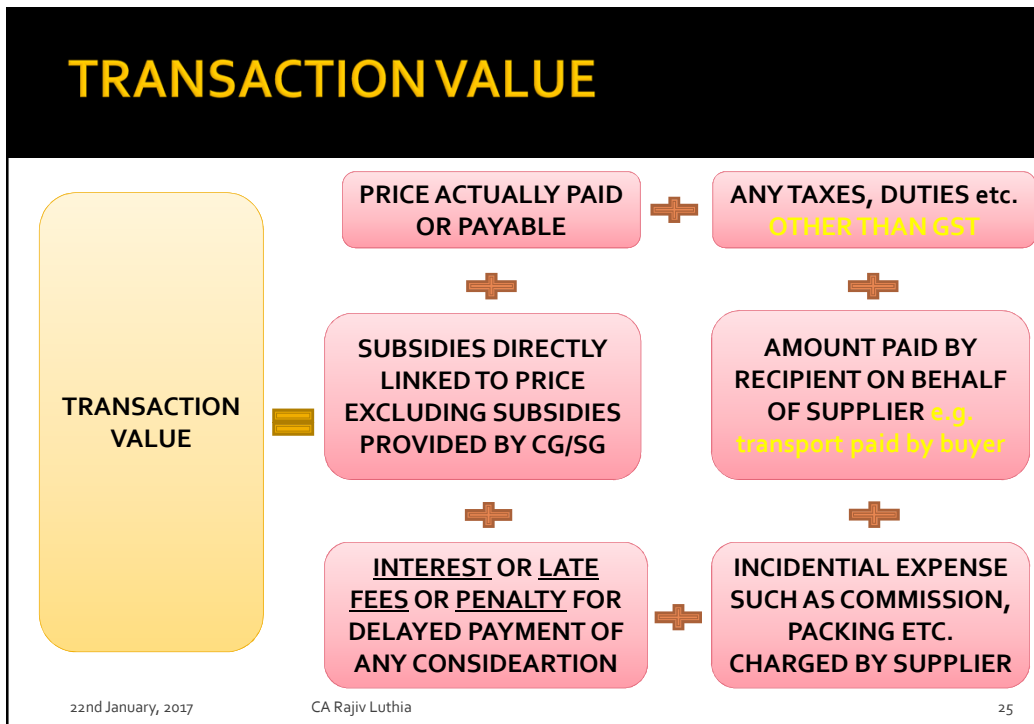 TRANSACTION VALUE
TRANSACTION
VALUE
PRICE ACTUALLY PAID
OR PAYABLE
ANY TAXES, DUTIES etc.
OTHER THAN GST
SUBSIDIES DIRECTLY
LINKED TO PRICE
EXCLUDING SUBSIDIES
PROVIDED BY CG/SG
AMOUNT PAID BY
RECIPIENT ON BEHALF
OF SUPPLIER e.g.
transport paid by buyer
INTEREST OR LATE
FEES OR PENALTY FOR
DELAYED PAYMENT OF
ANY CONSIDEARTION
INCIDENTAL EXPENSE
SUCH AS COMMISSION,
PACKING ETC.
CHARGED BY SUPPLIER
22nd January, 2017
CA Rajiv Luthia
25